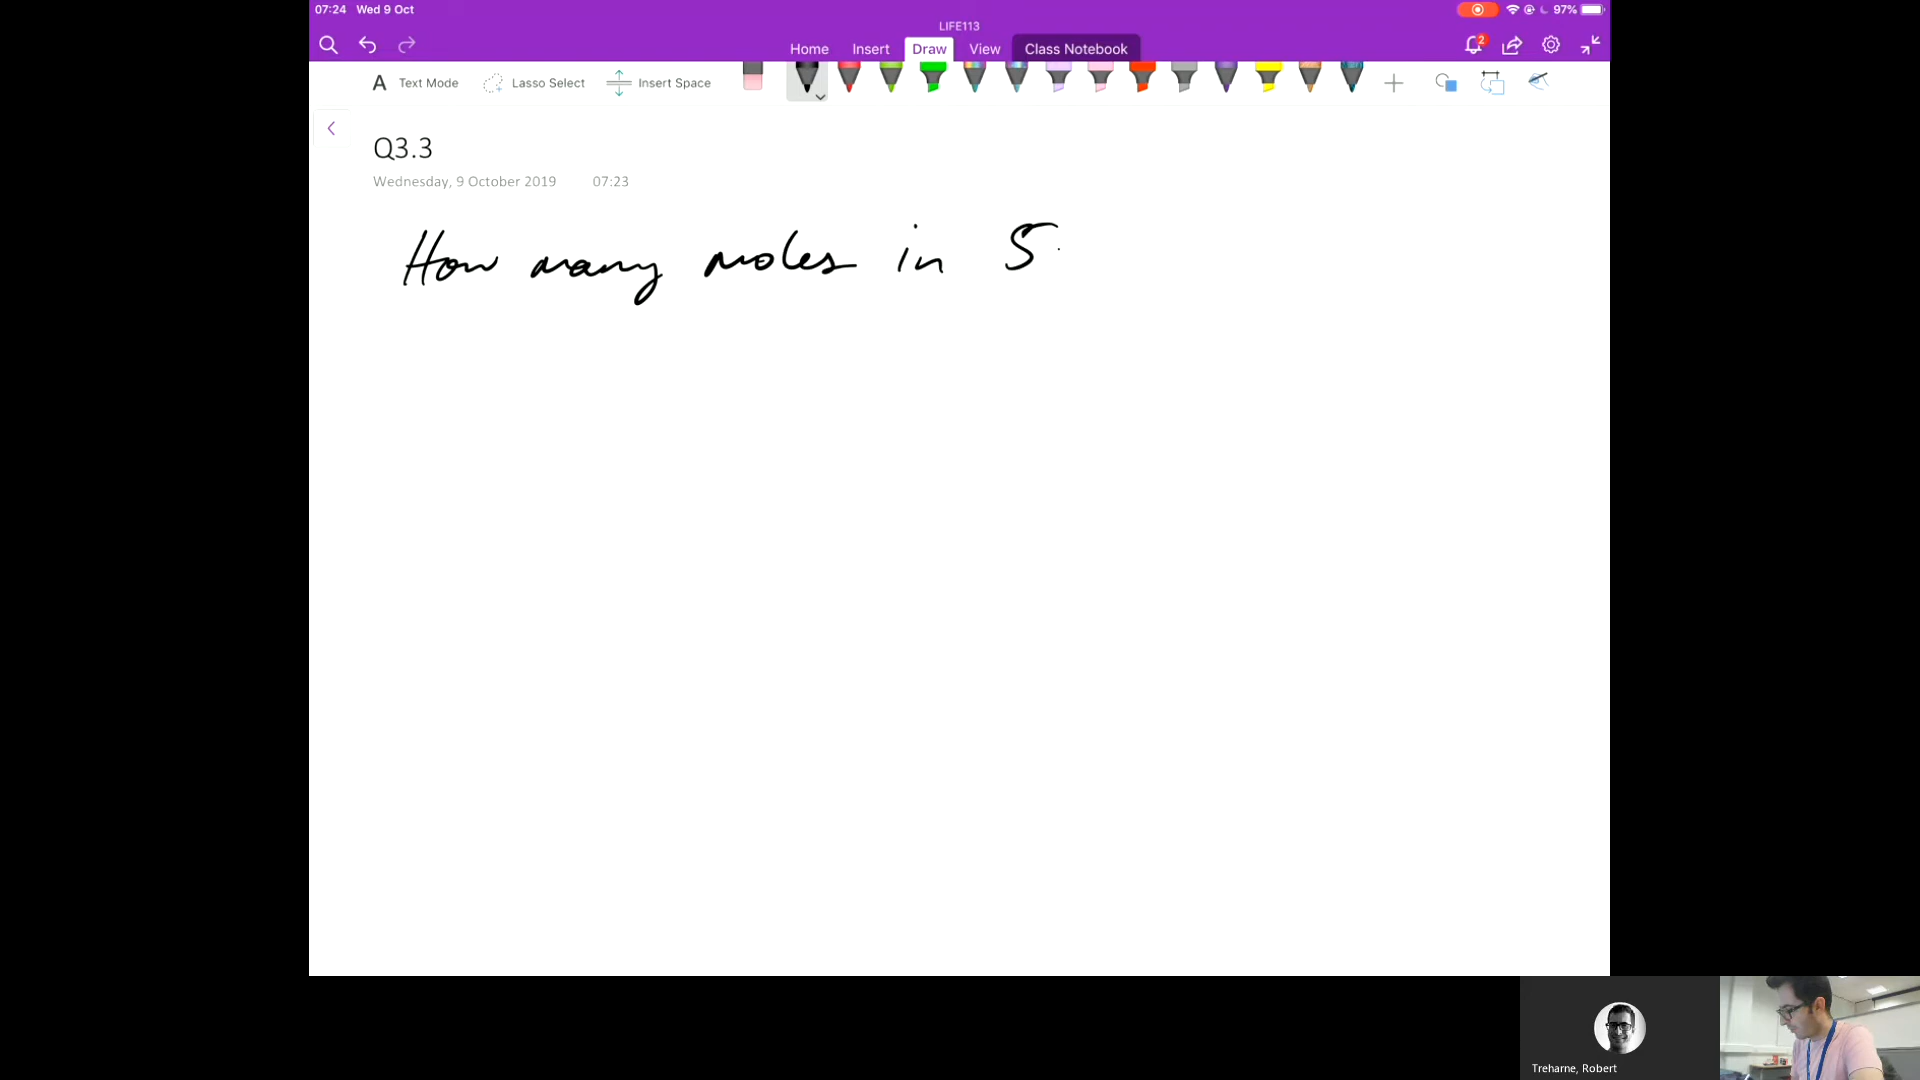 07:24 Wed 9 Oct 97%
LIFE113
Home Insert Draw View Class Notebook 2
A Text Mode Lasso Select Insert Space
Q3.3
Wednesday, 9 October 2019 07:23
How many moles in 5
Treharne, Robert